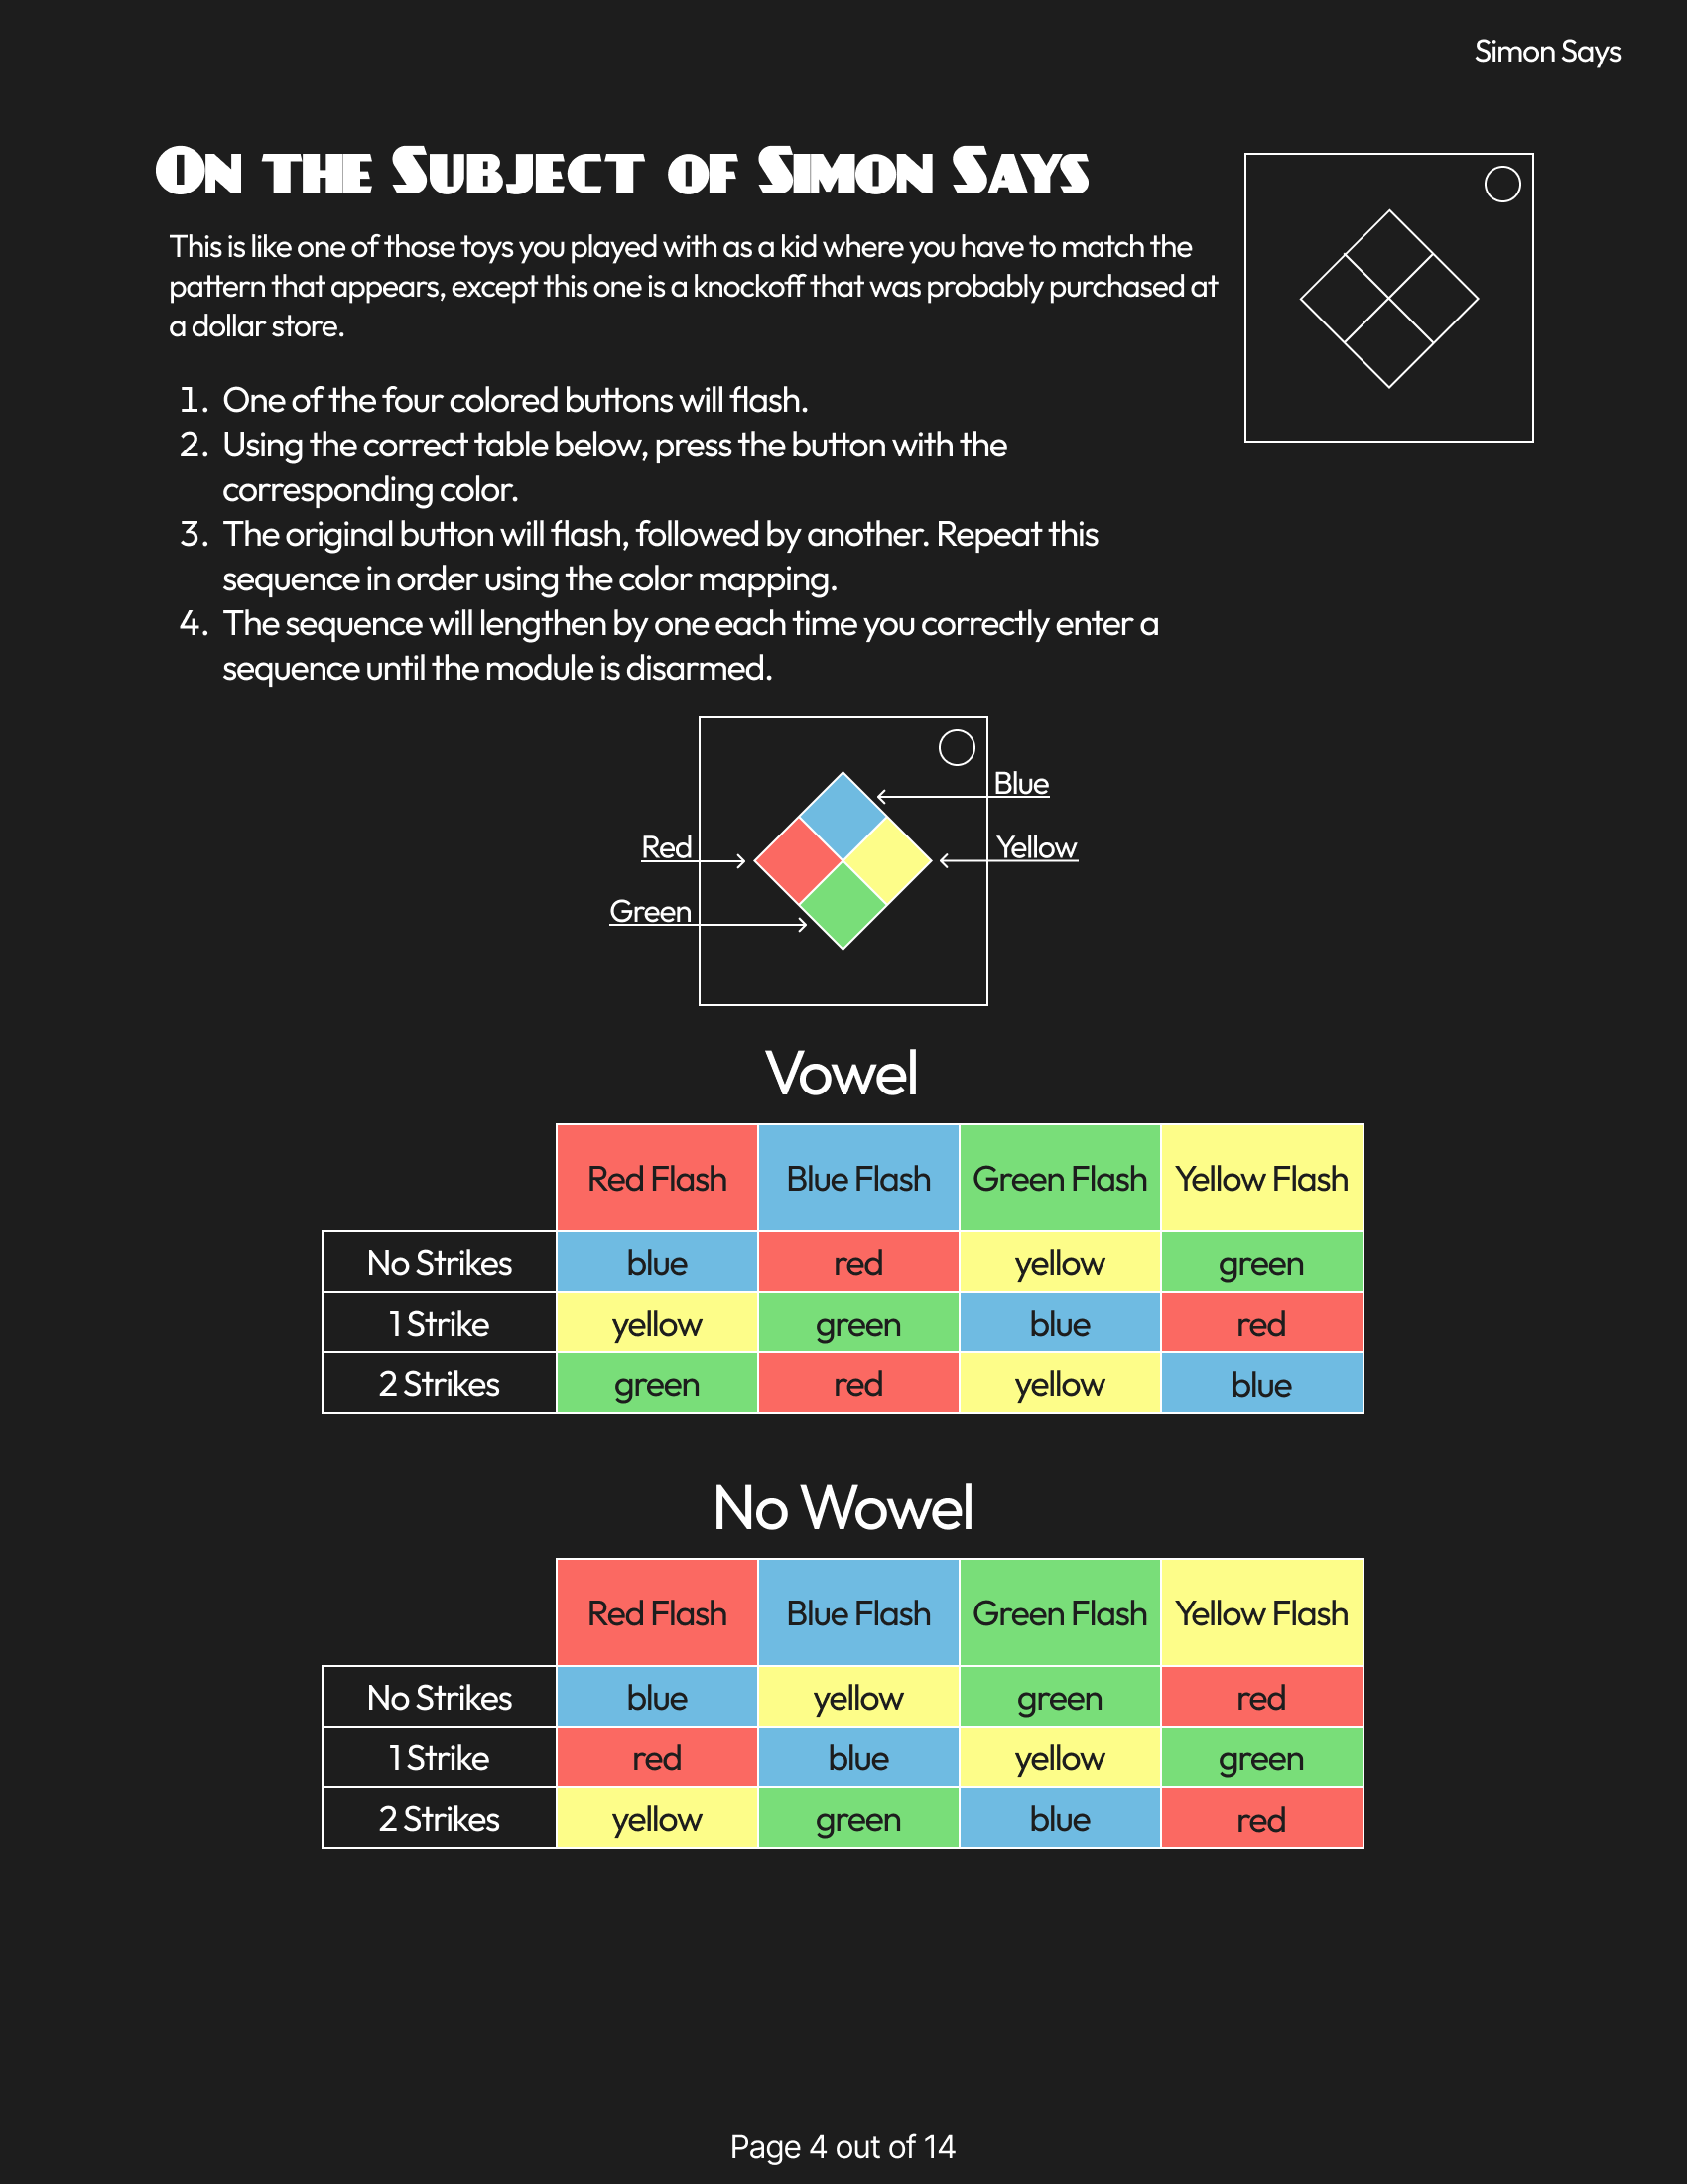 Simon Says
On the Subject of Simon Says
This is like one of those toys you played with as a kid where you have to match the
pattern that appears, except this one is a knockoff that was probably purchased at
a dollar store.
1. One of the four colored buttons will flash.
2. Using the correct table below, press the button with the
corresponding color.
3. The original button will flash, followed by another. Repeat this
sequence in order using the color mapping.
4. The sequence will lengthen by one each time you correctly enter a
sequence until the module is disarmed.
Blue
Red
Yellow
Green
Vowel
Red Flash Blue Flash Green Flash Yellow Flash
No Strikes blue red yellow green
1 Strike yellow green blue red
2 Strikes green red yellow blue
No Wowel
Red Flash Blue Flash Green Flash Yellow Flash
No Strikes blue yellow green red
1 Strike red blue yellow green
2 Strikes yellow green blue red
Page 4 out of 14